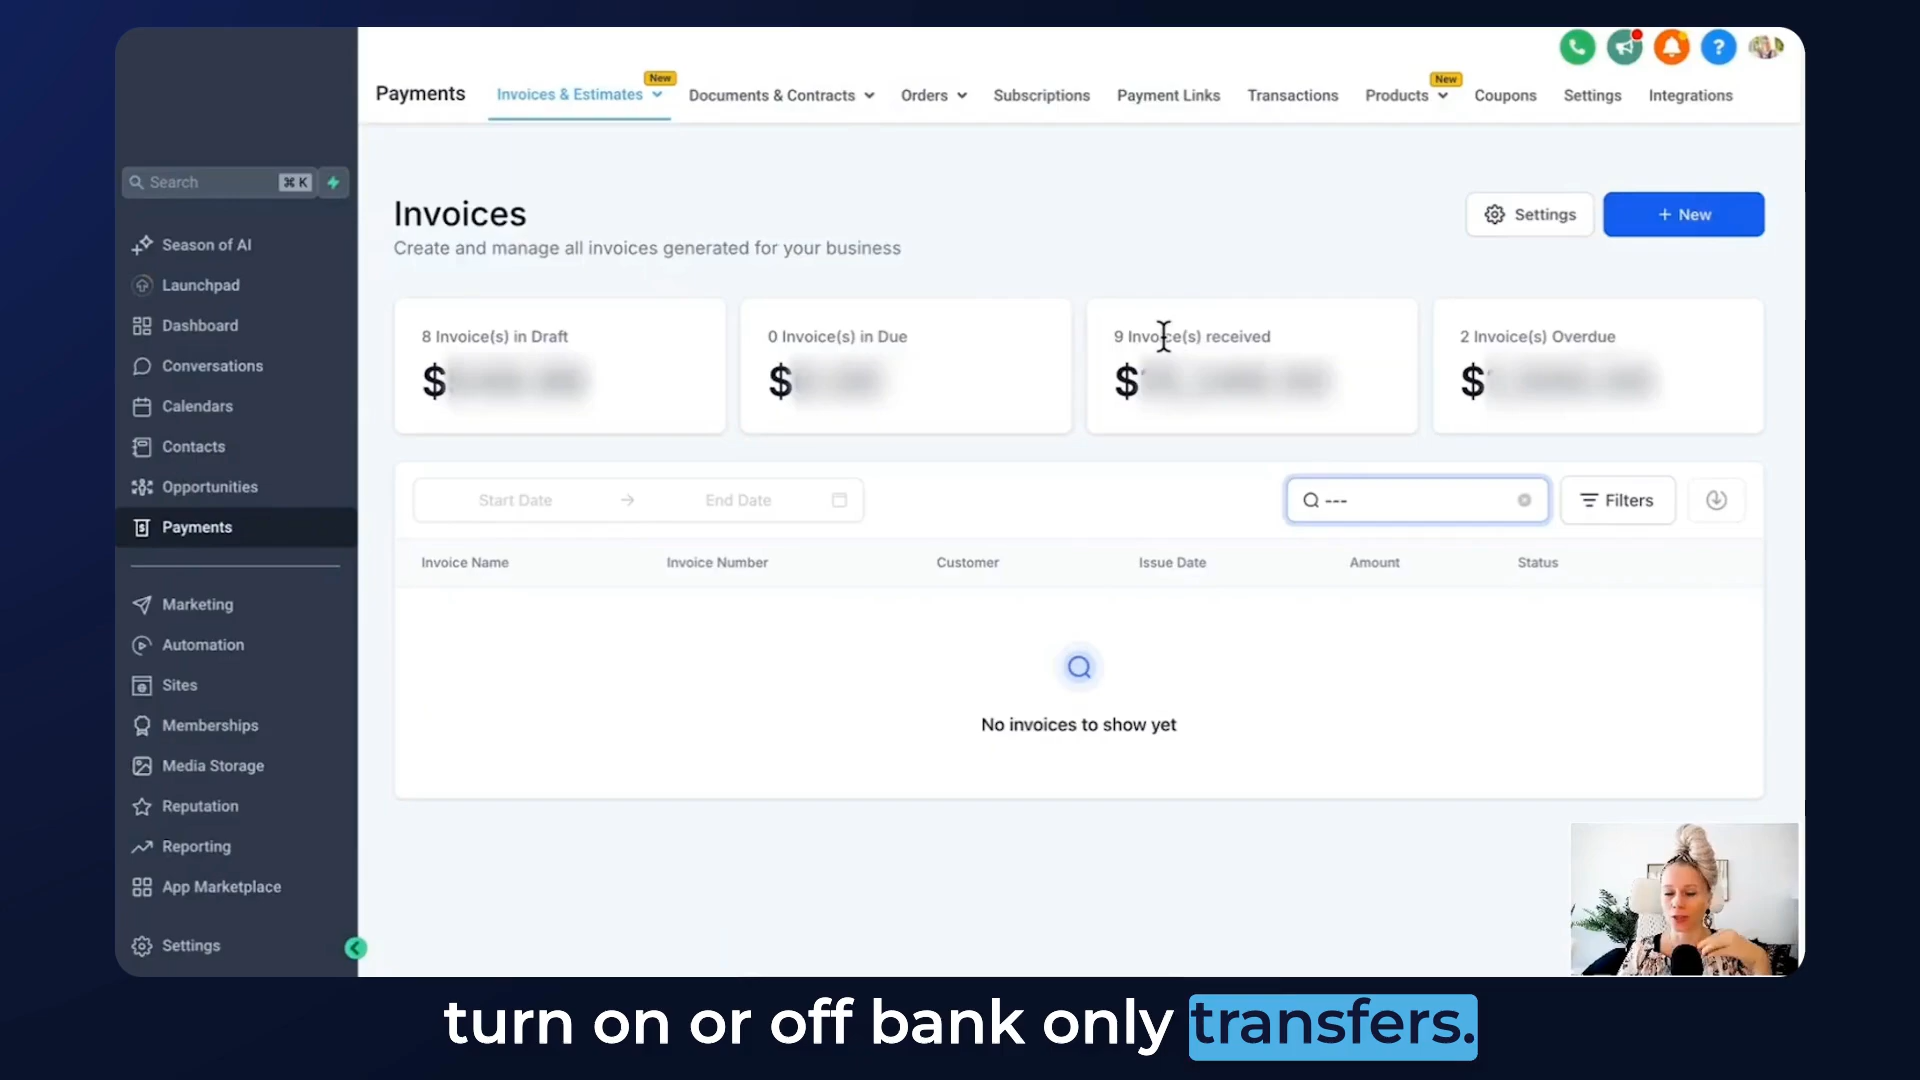 Payments
Invoices & Estimates
New
Documents & Contracts
Orders
Subscriptions
Payment Links
Transactions
Products
New
Coupons
Settings
Integrations
Search
⌘ K
Season of AI
Launchpad
Dashboard
Conversations
Calendars
Contacts
Opportunities
Payments
Marketing
Automation
Sites
Memberships
Media Storage
Reputation
Reporting
App Marketplace
Settings
Invoices
Create and manage all invoices generated for your business
Settings
+ New
8 Invoice(s) in Draft
$
0 Invoice(s) in Due
$
9 Invoice(s) received
$
2 Invoice(s) Overdue
$
Start Date → End Date
---
Filters
Invoice Name Invoice Number Customer Issue Date Amount Status
No invoices to show yet
turn on or off bank only transfers.